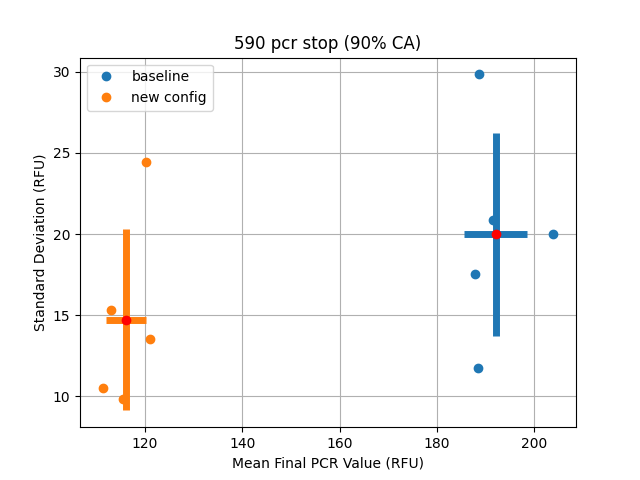 590 pcr stop (90% CA)
baseline
new config
30
25
20
15
10
Standard Deviation (RFU)
120
140
160
180
200
Mean Final PCR Value (RFU)